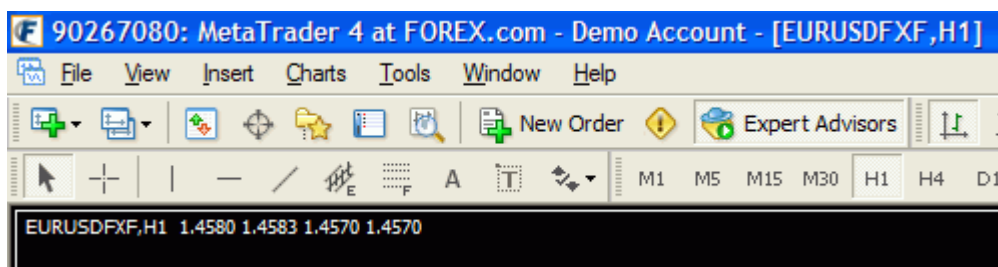 90267080: MetaTrader 4 at FOREX.com - Demo Account - [EURUSDFXF,H1]
File View Insert Charts Tools Window Help
New Order Expert Advisors
E F A T M1 M5 M15 M30 H1 H4 D1
EURUSDFXF,H1 1.4580 1.4583 1.4570 1.4570